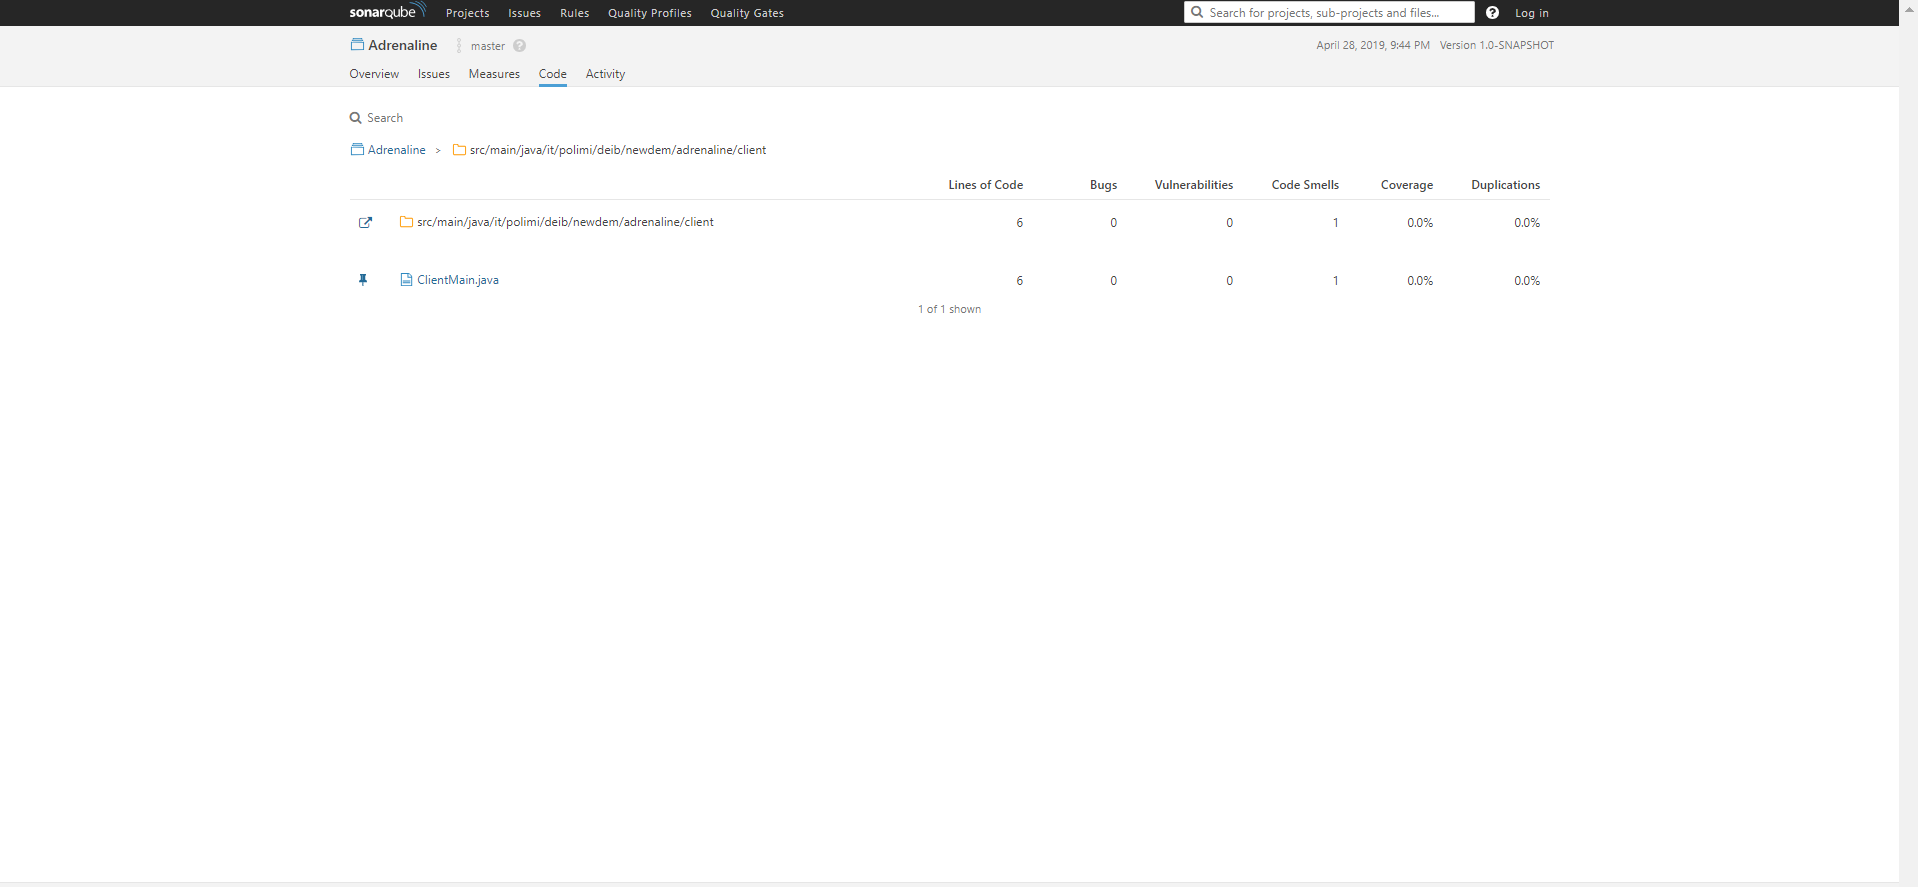 sonarqube Projects Issues Rules Quality Profiles Quality Gates Search for projects, sub-projects and files... Log in
Adrenaline master April 28, 2019, 9:44 PM Version 1.0-SNAPSHOT
Overview Issues Measures Code Activity
Search
Adrenaline > src/main/java/it/polimi/deib/newdem/adrenaline/client
Lines of Code Bugs Vulnerabilities Code Smells Coverage Duplications
src/main/java/it/polimi/deib/newdem/adrenaline/client 6 0 0 1 0.0% 0.0%
ClientMain.java 6 0 0 1 0.0% 0.0%
1 of 1 shown